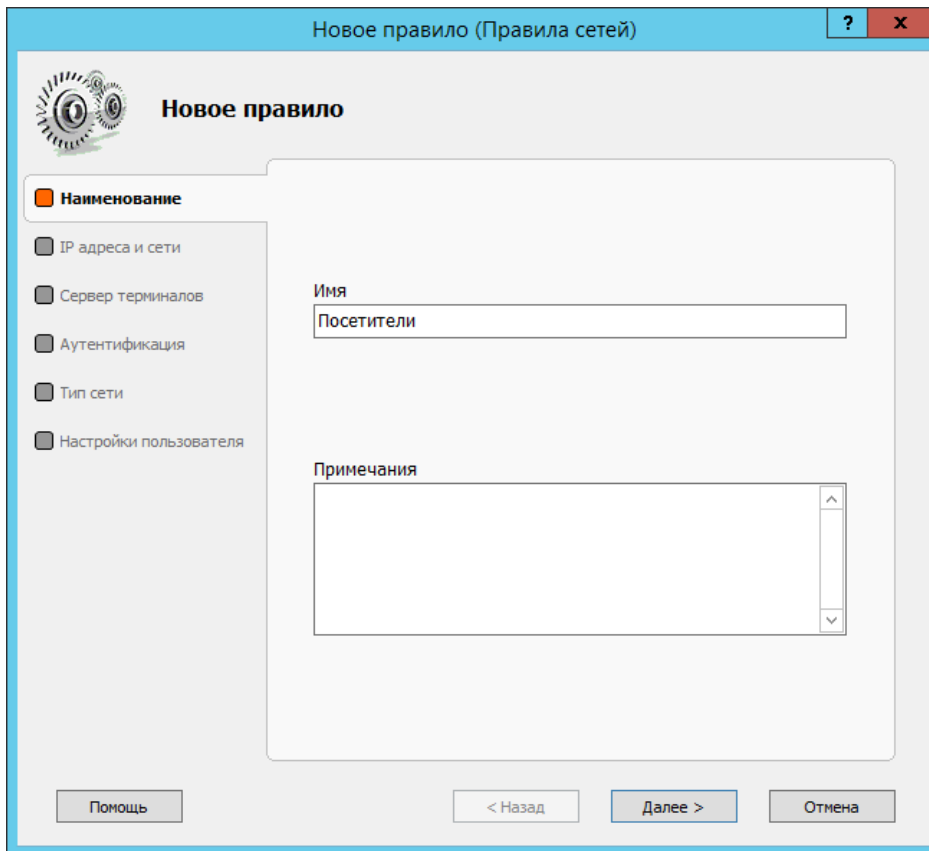 Новое правило (Правила сетей)
? x
Новое правило
Наименование
IP адреса и сети
Сервер терминалов
Аутентификация
Тип сети
Настройки пользователя
Имя
Посетители
Примечания
Помощь
< Назад
Далее >
Отмена